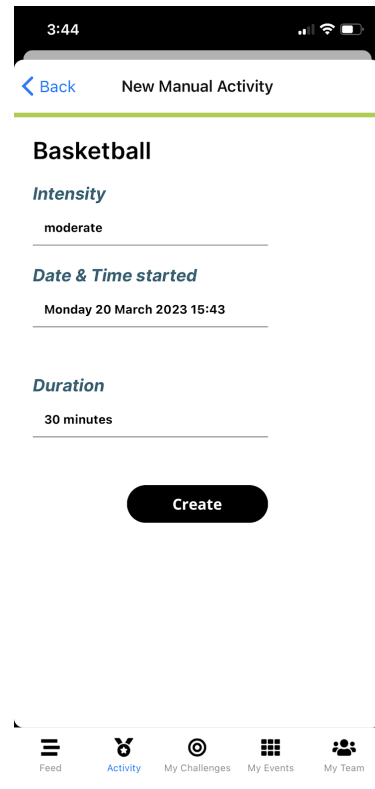 3:44
Back New Manual Activity
Basketball
Intensity
moderate
Date & Time started
Monday 20 March 2023 15:43
Duration
30 minutes
Create
Feed Activity My Challenges My Events My Team